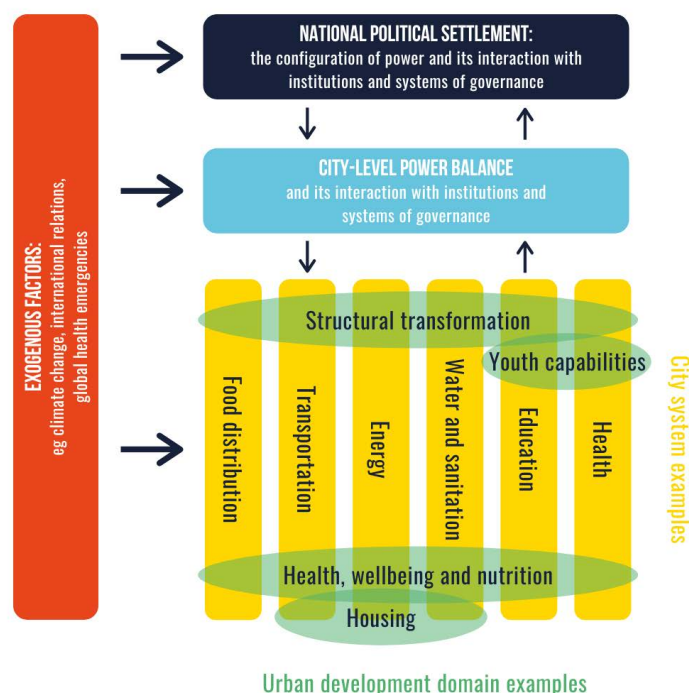 EXOGENOUS FACTORS:
eg climate change, international relations,
global health emergencies
NATIONAL POLITICAL SETTLEMENT:
the configuration of power and its interaction with
institutions and systems of governance
CITY-LEVEL POWER BALANCE
and its interaction with institutions and
systems of governance
Structural transformation
Youth capabilities
Food distribution
Transportation
Energy
Water and sanitation
Education
Health
City system examples
Health, wellbeing and nutrition
Housing
Urban development domain examples